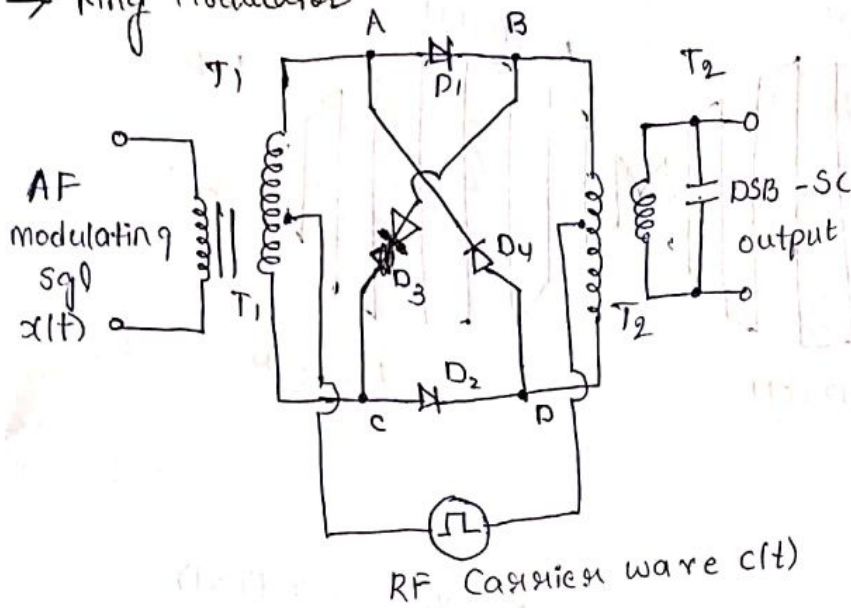 → Ring Modulator
A
B
T1
D1
T2
AF
modulating
sgl
x(t)
T1
D3
D4
DSB-SC
output
T2
D2
C
D
RF Carrier wave c(t)